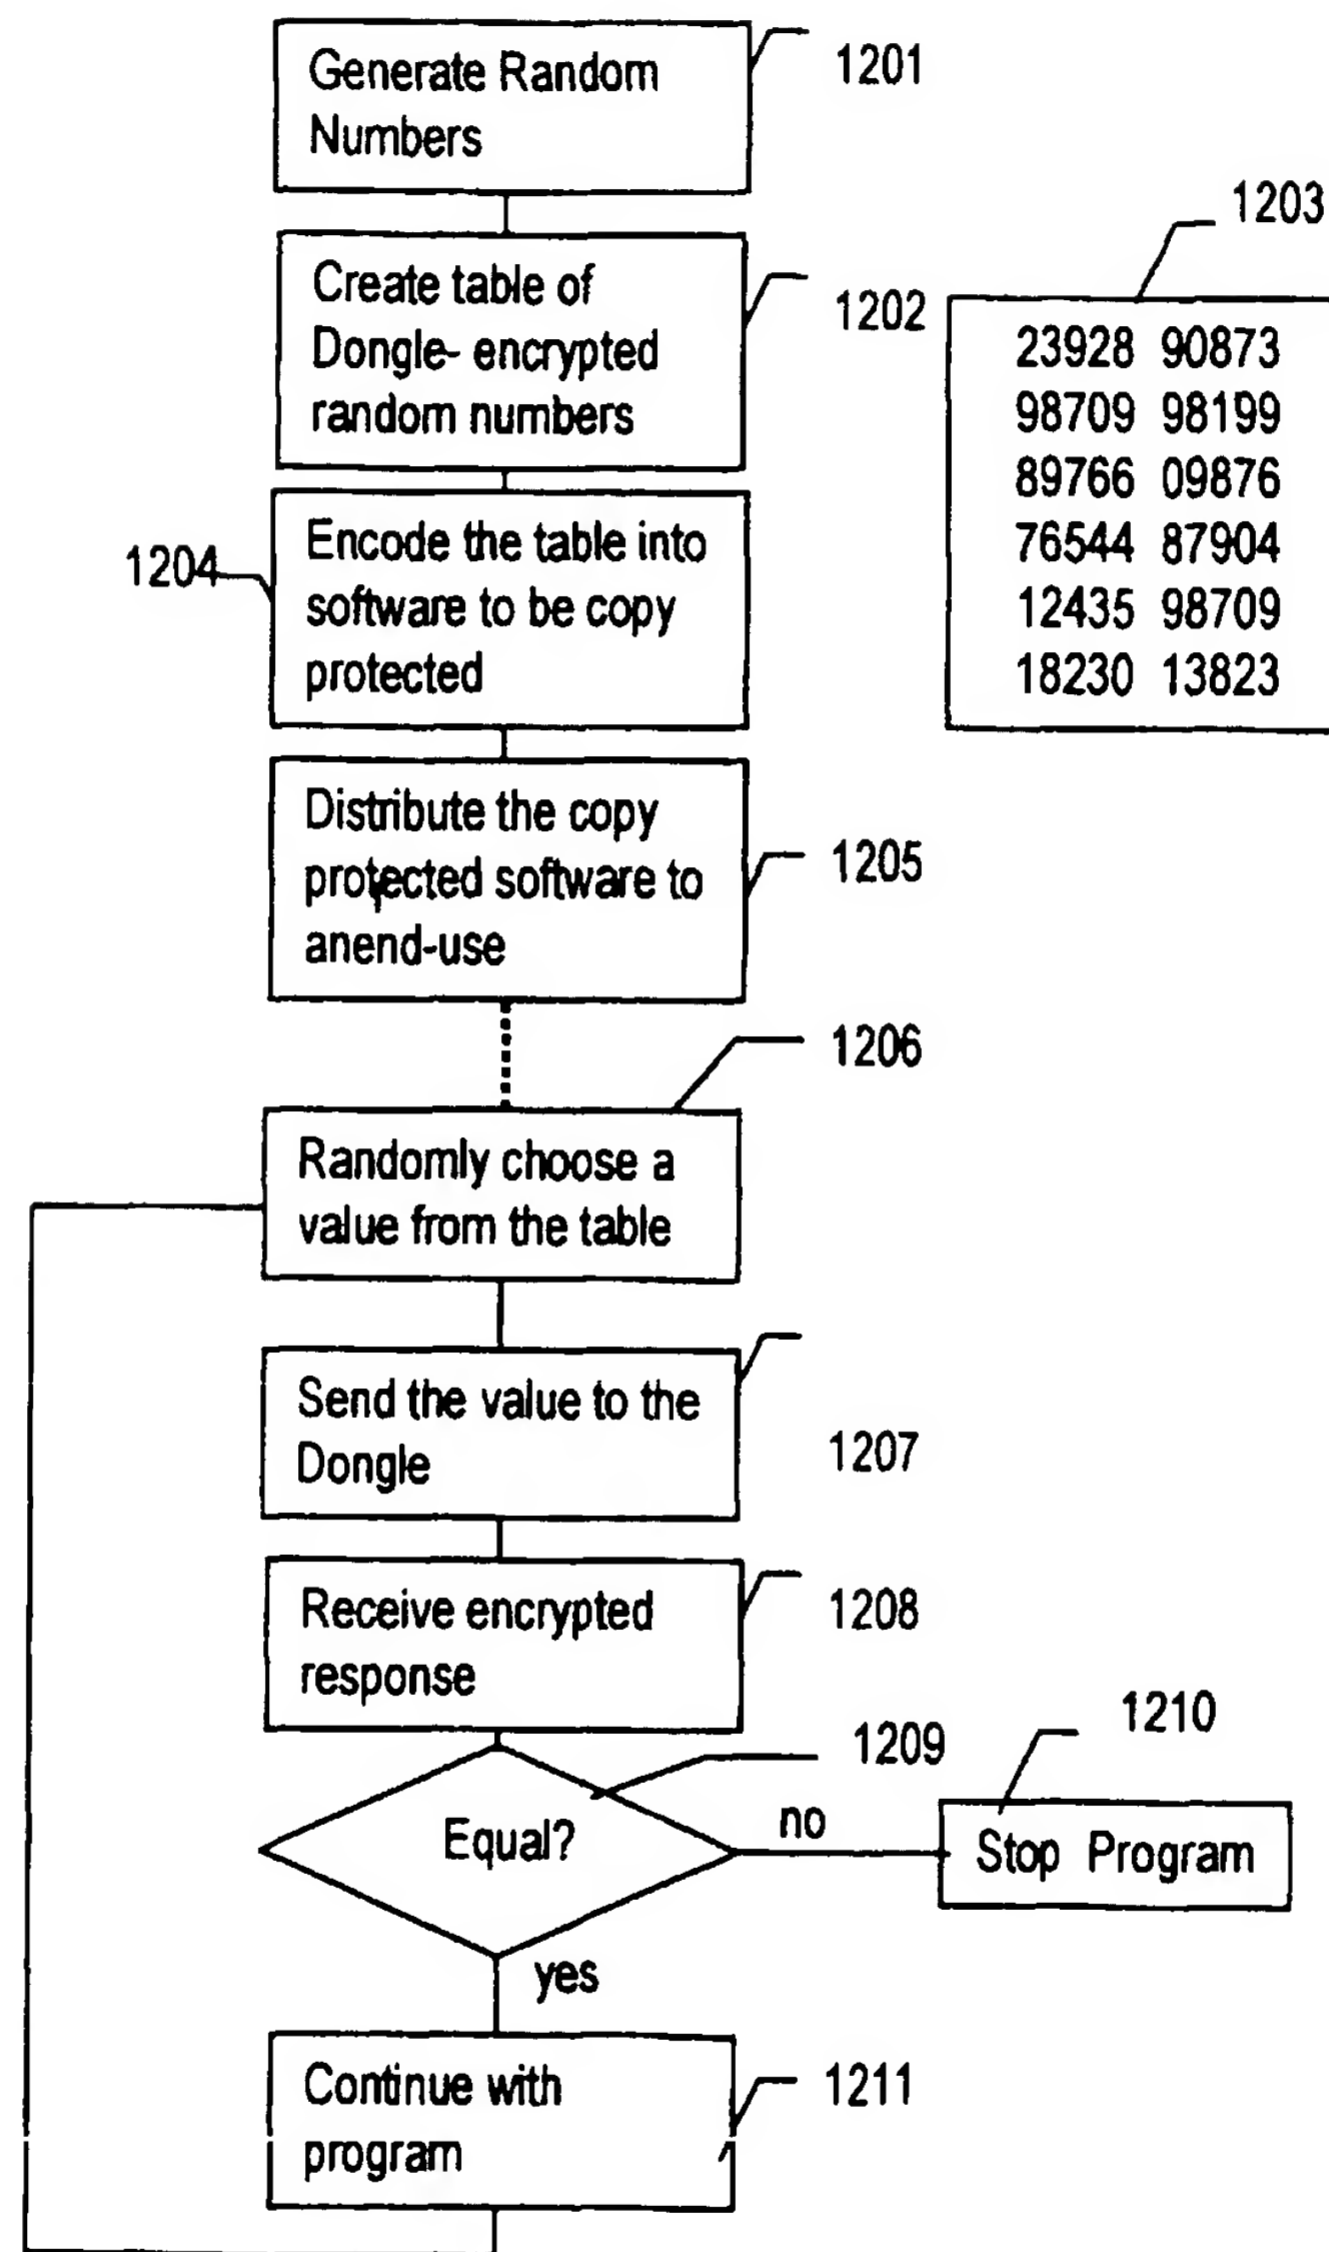 Generate Random
Numbers
1201
Create table of
Dongle- encrypted
random numbers
1202
1203
23928 90873
98709 98199
89766 09876
76544 87904
12435 98709
18230 13823
1204
Encode the table into
software to be copy
protected
Distribute the copy
protected software to
anend-use
1205
1206
Randomly choose a
value from the table
Send the value to the
Dongle
1207
Receive encrypted
response
1208
1209
Equal?
no
1210
Stop Program
yes
Continue with
program
1211